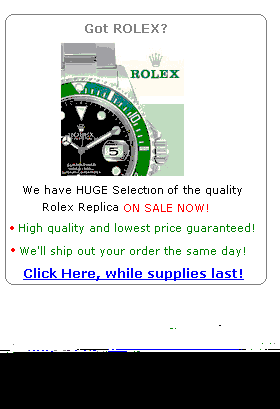 Got ROLEX?
ROLEX
5
We have HUGE Selection of the quality
Rolex Replica ON SALE NOW!
• High quality and lowest price guaranteed!
• We'll ship out your order the same day!
Click Here, while supplies last!